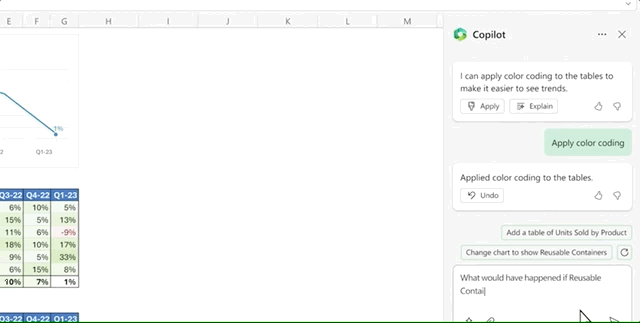 E F G H I J K L M
Copilot
I can apply color coding to the tables to
make it easier to see trends.
Apply Explain
Apply color coding
Applied color coding to the tables.
Undo
Add a table of Units Sold by Product
Change chart to show Reusable Containers
What would have happened if Reusable
Contai
1%
Q1-23
Q3-22 Q4-22 Q1-23
6% 10% 5%
15% 5% 13%
11% 6% -9%
18% 10% 17%
9% 5% 33%
6% 15% 8%
10% 7% 1%
Q3-22 Q4-22 Q1-23